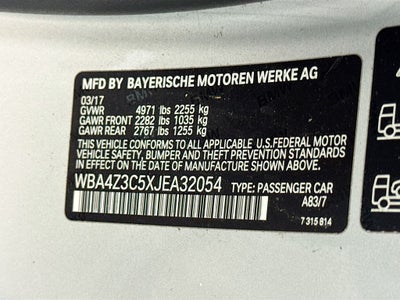 MFD BY BAYERISCHE MOTOREN WERKE AG
03/17
GVWR 4971 lbs 2255 kg
GAWR FRONT 2282 lbs 1035 kg
GAWR REAR 2767 lbs 1255 kg
THIS VEHICLE CONFORMS TO ALL APPLICABLE U.S. FEDERAL MOTOR
VEHICLE SAFETY, BUMPER, AND THEFT PREVENTION STANDARDS
IN EFFECT ON THE DATE OF MANUFACTURE SHOWN ABOVE.
WBA4Z3C5XJEA32054 TYPE: PASSENGER CAR
A83/7
7 315 814